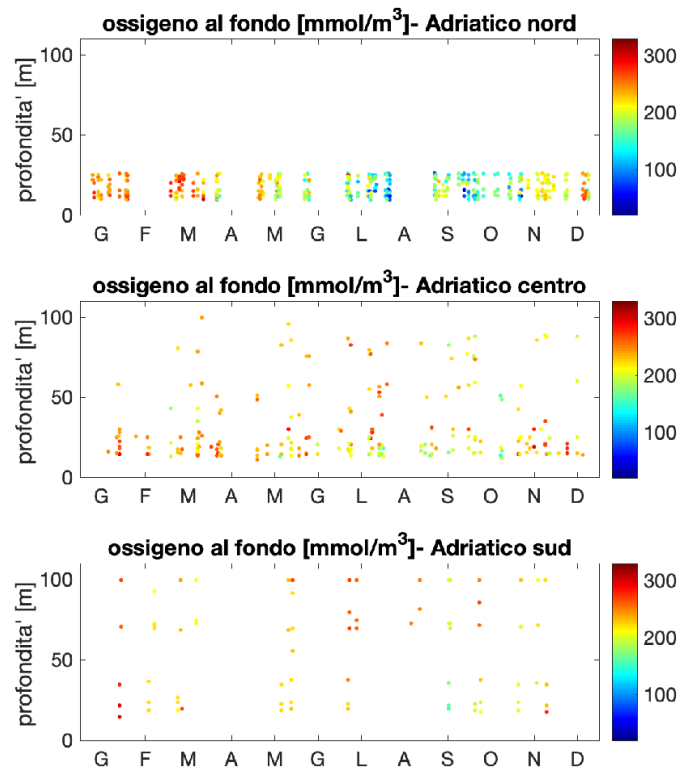 ossigeno al fondo [mmol/m³]- Adriatico nord
profondita' [m]
100
50
0
G F M A M G L A S O N D
300
200
100
ossigeno al fondo [mmol/m³]- Adriatico centro
profondita' [m]
100
50
0
G F M A M G L A S O N D
300
200
100
ossigeno al fondo [mmol/m³]- Adriatico sud
profondita' [m]
100
50
0
G F M A M G L A S O N D
300
200
100